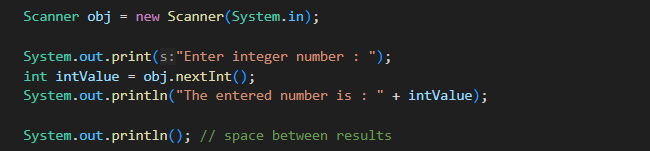 Scanner obj = new Scanner(System.in);
System.out.print(s:"Enter integer number : ");
int intValue = obj.nextInt();
System.out.println("The entered number is : " + intValue);
System.out.println(); // space between results